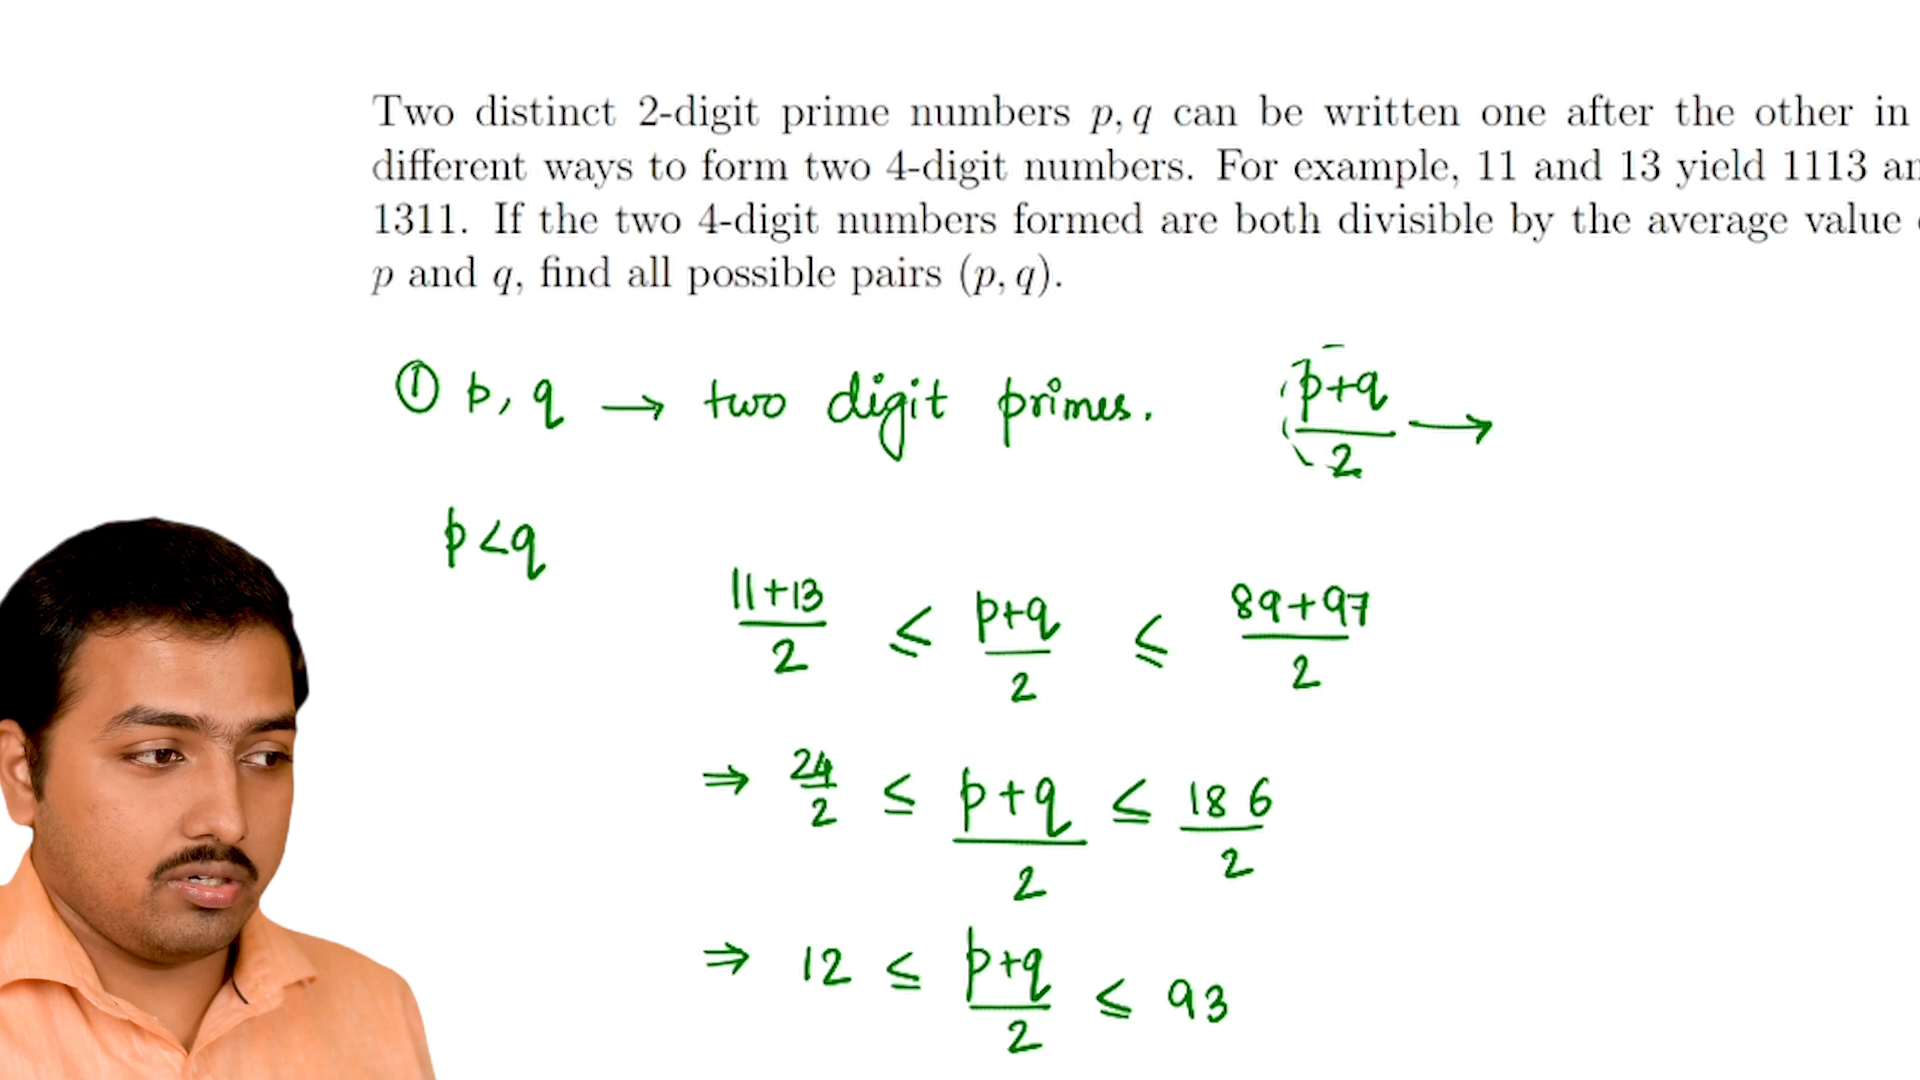 Two distinct 2-digit prime numbers p, q can be written one after the other in
different ways to form two 4-digit numbers. For example, 11 and 13 yield 1113
1311. If the two 4-digit numbers formed are both divisible by the average value
p and q, find all possible pairs (p, q).
① p, q → two digit primes. (p+q)/2 →
p<q
(11+13)/2 ≤ (p+q)/2 ≤ (89+97)/2
⇒ 24/2 ≤ (p+q)/2 ≤ 186/2
⇒ 12 ≤ (p+q)/2 ≤ 93